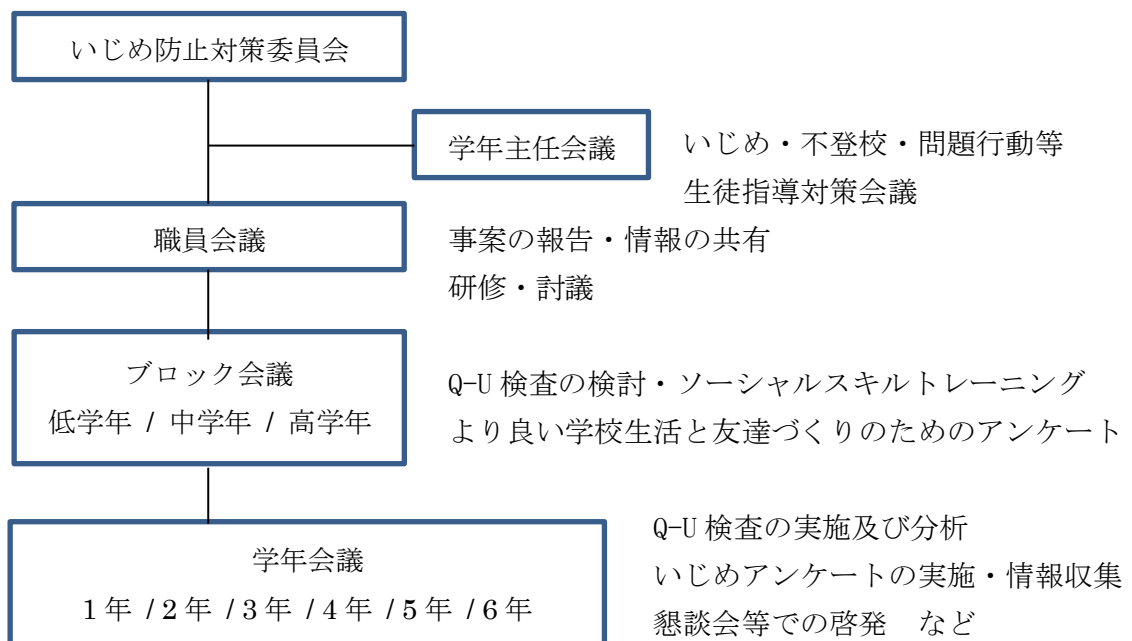 いじめ防止対策委員会
学年主任会議
いじめ・不登校・問題行動等
生徒指導対策会議
職員会議
事案の報告・情報の共有
研修・討議
ブロック会議
低学年 / 中学年 / 高学年
Q-U 検査の検討・ソーシャルスキルトレーニング
より良い学校生活と友達づくりのためのアンケート
学年会議
1年 / 2年 / 3年 / 4年 / 5年 / 6年
Q-U 検査の実施及び分析
いじめアンケートの実施・情報収集
懇談会等での啓発　など